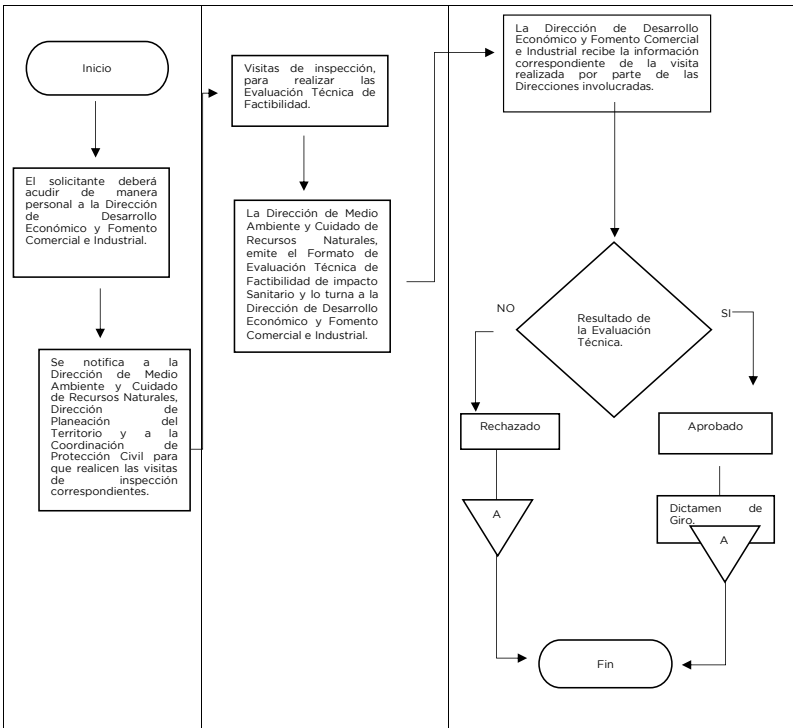 Inicio
El solicitante deberá
acudir de manera
personal a la Dirección
de Desarrollo
Económico y Fomento
Comercial e Industrial.
Se notifica a la
Dirección de Medio
Ambiente y Cuidado
de Recursos Naturales,
Dirección de
Planeación del
Territorio y a la
Coordinación de
Protección Civil para
que realicen las visitas
de inspección
correspondientes.
Visitas de inspección,
para realizar las
Evaluación Técnica de
Factibilidad.
La Dirección de Medio
Ambiente y Cuidado de
Recursos Naturales,
emite el Formato de
Evaluación Técnica de
Factibilidad de impacto
Sanitario y lo turna a la
Dirección de Desarrollo
Económico y Fomento
Comercial e Industrial.
La Dirección de Desarrollo
Económico y Fomento Comercial
e Industrial recibe la información
correspondiente de la visita
realizada por parte de las
Direcciones involucradas.
Resultado de
la Evaluación
Técnica.
NO
SI
Rechazado
Aprobado
A
Dictamen de
Giro.
A
Fin